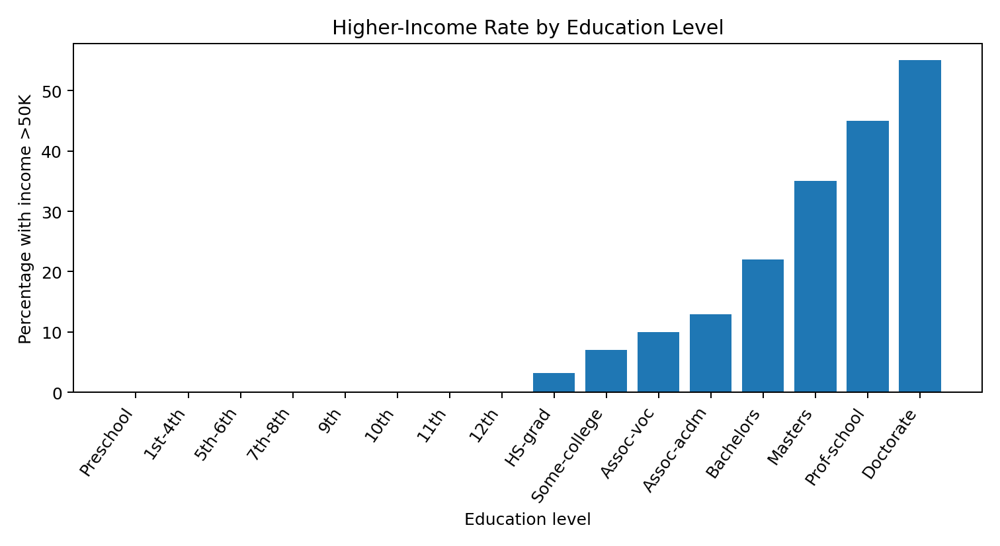 Higher-Income Rate by Education Level
Percentage with income >50K
50
40
30
20
10
0
Preschool
1st-4th
5th-6th
7th-8th
9th
10th
11th
12th
HS-grad
Some-college
Assoc-voc
Assoc-acdm
Bachelors
Masters
Prof-school
Doctorate
Education level